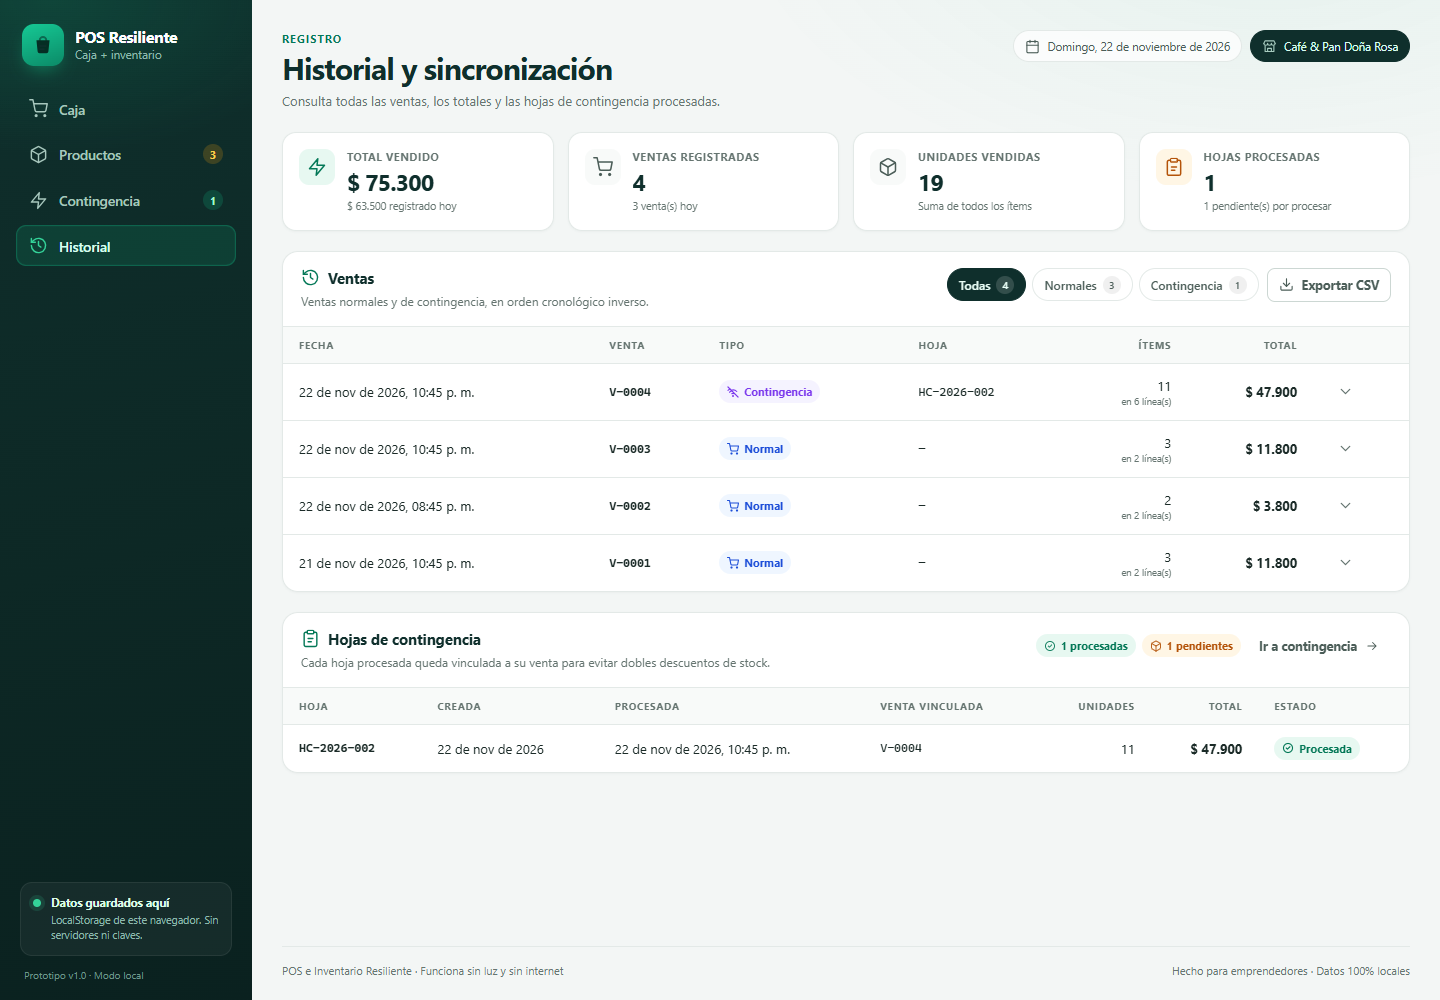 POS Resiliente
Caja + inventario
Caja
Productos 3
Contingencia 1
Historial
Datos guardados aquí
LocalStorage de este navegador. Sin
servidores ni claves.
Prototipo v1.0 · Modo local
REGISTRO
Historial y sincronización
Consulta todas las ventas, los totales y las hojas de contingencia procesadas.
Domingo, 22 de noviembre de 2026
Café & Pan Doña Rosa
TOTAL VENDIDO
$ 75.300
$ 63.500 registrado hoy
VENTAS REGISTRADAS
4
3 venta(s) hoy
UNIDADES VENDIDAS
19
Suma de todos los ítems
HOJAS PROCESADAS
1
1 pendiente(s) por procesar
Ventas
Ventas normales y de contingencia, en orden cronológico inverso.
Todas 4 Normales 3 Contingencia 1 Exportar CSV
FECHA VENTA TIPO HOJA ÍTEMS TOTAL
22 de nov de 2026, 10:45 p. m. V-0004 Contingencia HC-2026-002 11 $ 47.900
en 6 línea(s)
22 de nov de 2026, 10:45 p. m. V-0003 Normal — 3 $ 11.800
en 2 línea(s)
22 de nov de 2026, 08:45 p. m. V-0002 Normal — 2 $ 3.800
en 2 línea(s)
21 de nov de 2026, 10:45 p. m. V-0001 Normal — 3 $ 11.800
en 2 línea(s)
Hojas de contingencia
Cada hoja procesada queda vinculada a su venta para evitar dobles descuentos de stock.
1 procesadas 1 pendientes Ir a contingencia →
HOJA CREADA PROCESADA VENTA VINCULADA UNIDADES TOTAL ESTADO
HC-2026-002 22 de nov de 2026 22 de nov de 2026, 10:45 p. m. V-0004 11 $ 47.900 Procesada
POS e Inventario Resiliente · Funciona sin luz y sin internet
Hecho para emprendedores · Datos 100% locales